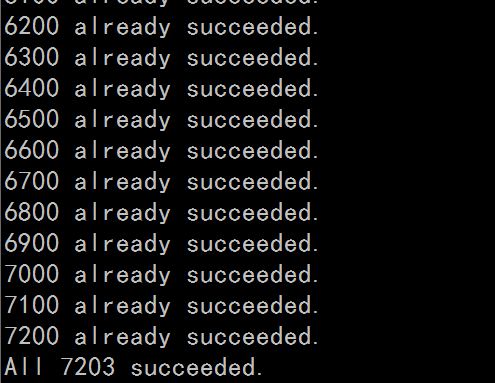 6200 already succeeded.
6300 already succeeded.
6400 already succeeded.
6500 already succeeded.
6600 already succeeded.
6700 already succeeded.
6800 already succeeded.
6900 already succeeded.
7000 already succeeded.
7100 already succeeded.
7200 already succeeded.
All 7203 succeeded.